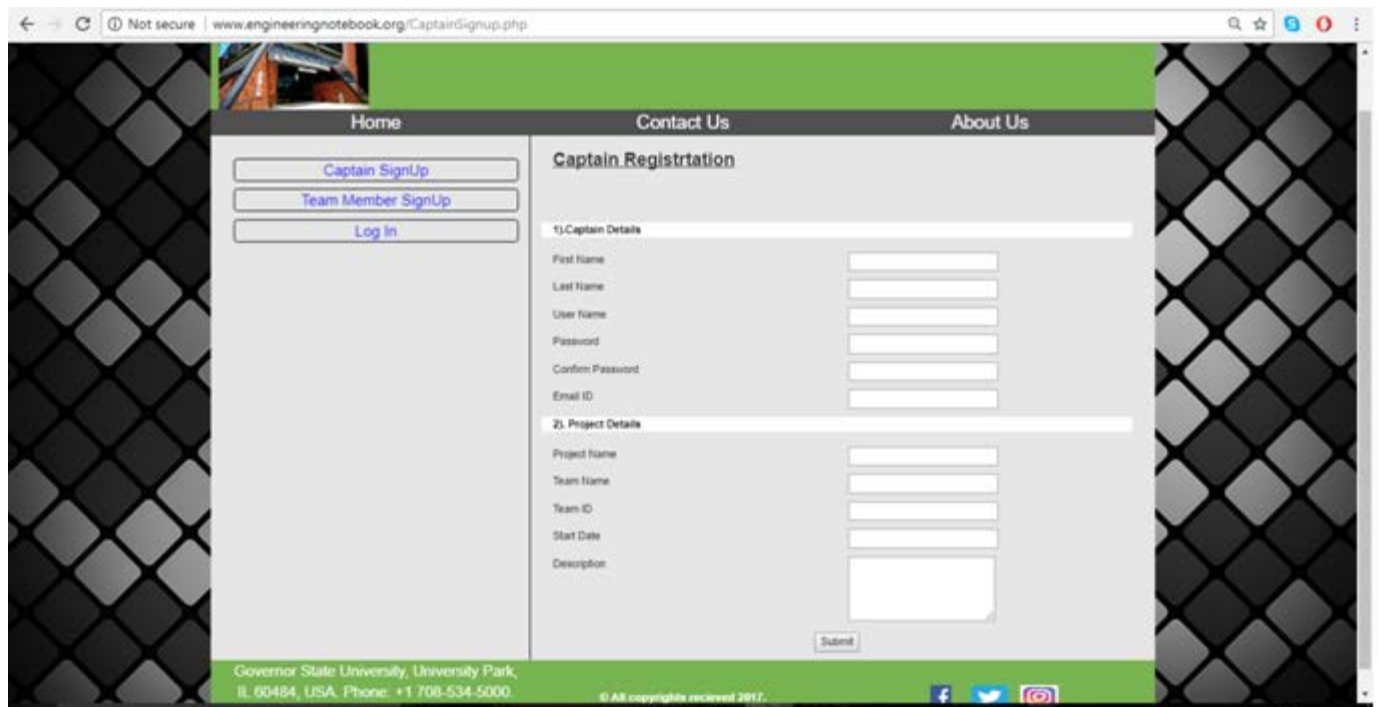 Not secure www.engineeringnotebook.org/CaptainSignup.php
Home Contact Us About Us
Captain SignUp
Team Member SignUp
Log In
Captain Registrtation
1).Captain Details
First Name
Last Name
User Name
Password
Confirm Password
Email ID
2). Project Details
Project Name
Team Name
Team ID
Start Date
Description
Submit
Governor State University, University Park,
IL 60484, USA. Phone: +1 708-534-5000.
© All copyrights recieved 2017.